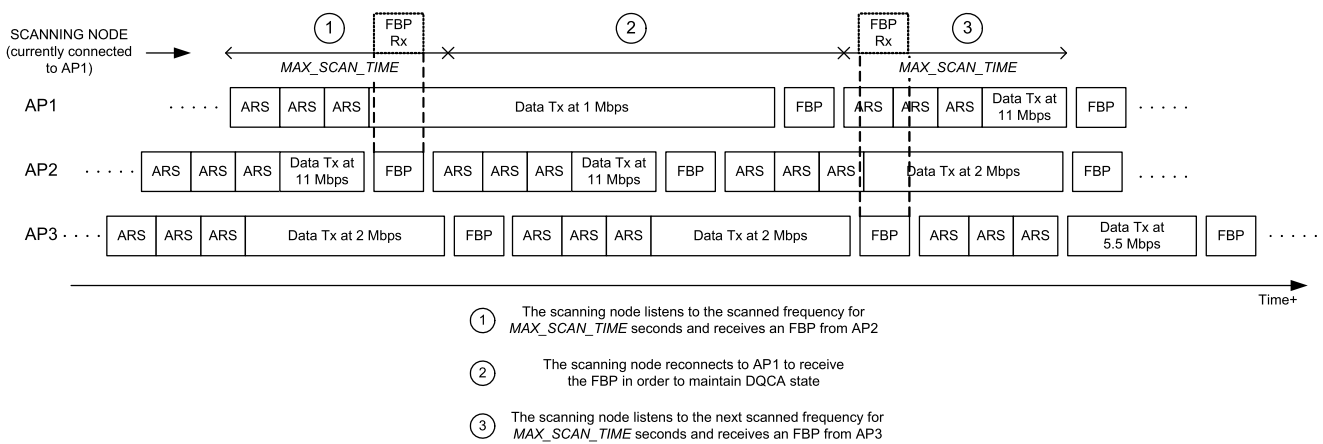 1
FBP
Rx
2
FBP
Rx
3
SCANNING NODE
(currently connected
to AP1)
MAX_SCAN_TIME
MAX_SCAN_TIME
AP1
. . . . .
ARS
ARS
ARS
Data Tx at 1 Mbps
FBP
ARS
ARS
ARS
Data Tx at
11 Mbps
FBP
. . . . .
AP2
. . . . .
ARS
ARS
ARS
Data Tx at
11 Mbps
FBP
ARS
ARS
ARS
Data Tx at
11 Mbps
FBP
ARS
ARS
ARS
Data Tx at 2 Mbps
FBP
. . . . .
AP3
. . . .
ARS
ARS
ARS
Data Tx at 2 Mbps
FBP
ARS
ARS
ARS
Data Tx at 2 Mbps
FBP
ARS
ARS
ARS
Data Tx at
5.5 Mbps
FBP
. . . . .
Time+
1
The scanning node listens to the scanned frequency for
MAX_SCAN_TIME seconds and receives an FBP from AP2
2
The scanning node reconnects to AP1 to receive
the FBP in order to maintain DQCA state
3
The scanning node listens to the next scanned frequency for
MAX_SCAN_TIME seconds and receives an FBP from AP3